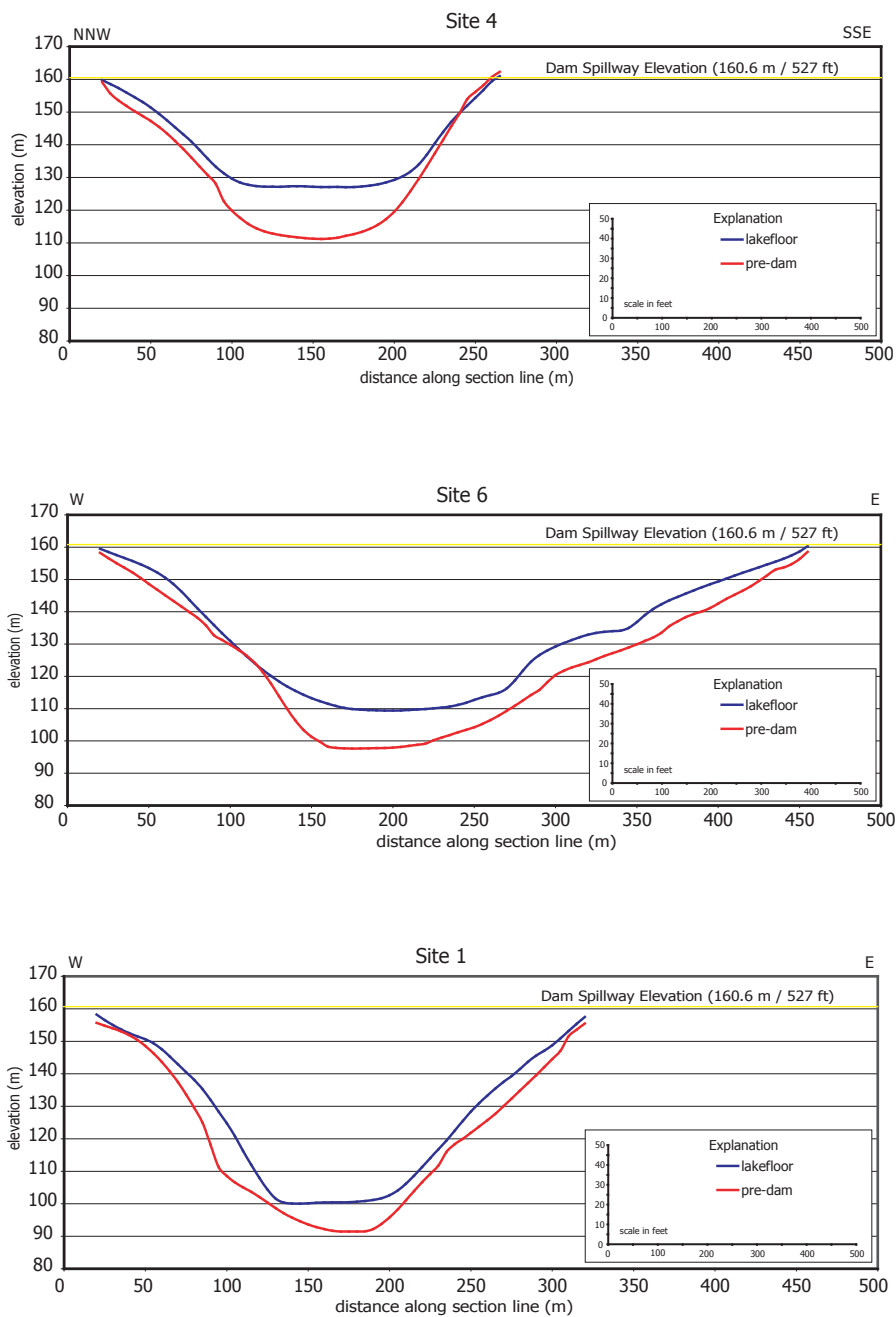 Site 4
NNW SSE
170
160
150
140
130
120
110
100
90
80
elevation (m)
Dam Spillway Elevation (160.6 m / 527 ft)
50
40
30
20
10
0
Explanation
lakefloor
pre-dam
scale in feet
0 100 200 300 400 500
0 50 100 150 200 250 300 350 400 450 500
distance along section line (m)
Site 6
W E
170
160
150
140
130
120
110
100
90
80
elevation (m)
Dam Spillway Elevation (160.6 m / 527 ft)
50
40
30
20
10
0
Explanation
lakefloor
pre-dam
scale in feet
0 100 200 300 400 500
0 50 100 150 200 250 300 350 400 450 500
distance along section line (m)
Site 1
W E
170
160
150
140
130
120
110
100
90
80
elevation (m)
Dam Spillway Elevation (160.6 m / 527 ft)
50
40
30
20
10
0
Explanation
lakefloor
pre-dam
scale in feet
0 100 200 300 400 500
0 50 100 150 200 250 300 350 400 450 500
distance along section line (m)